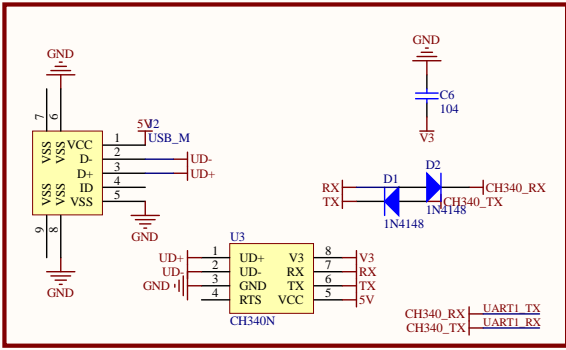 GND
GND
C6
104
V3
7
6
5V
J2
USB_M
VSS
VSS
VCC
1
D-
2
UD-
D+
3
UD+
ID
4
VSS
VSS
VSS
5
9
8
GND
GND
D1
D2
RX
CH340_RX
TX
CH340_TX
1N4148
1N4148
U3
UD+
1
UD+
V3
8
V3
UD-
2
UD-
RX
7
RX
GND
3
GND
TX
6
TX
4
RTS
VCC
5
5V
CH340N
CH340_RX
UART1_TX
CH340_TX
UART1_RX